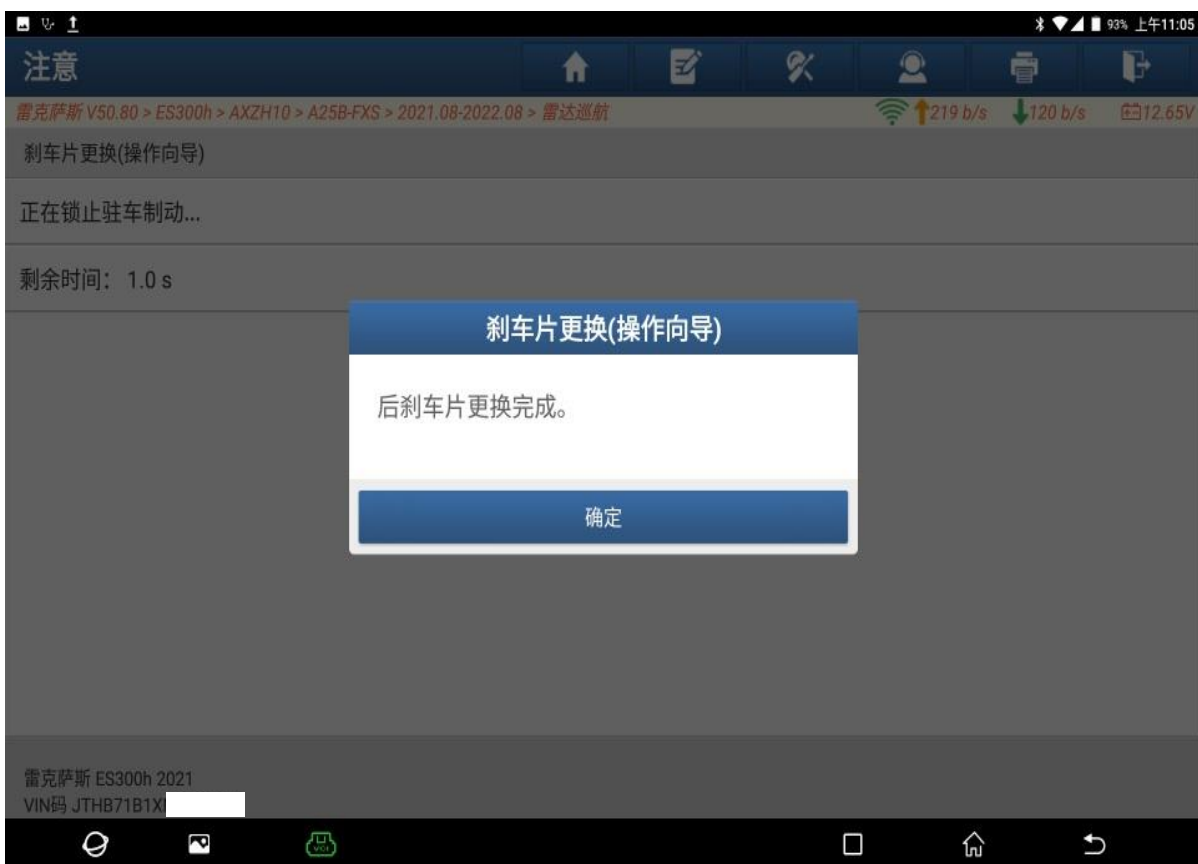 93% 上午11:05
注意
雷克萨斯 V50.80 > ES300h > AXZH10 > A25B-FXS > 2021.08-2022.08 > 雷达巡航
219 b/s 120 b/s 12.65V
刹车片更换(操作向导)
正在锁止驻车制动...
剩余时间: 1.0 s
刹车片更换(操作向导)
后刹车片更换完成。
确定
雷克萨斯 ES300h 2021
VIN码 JTHB71B1X
VCI